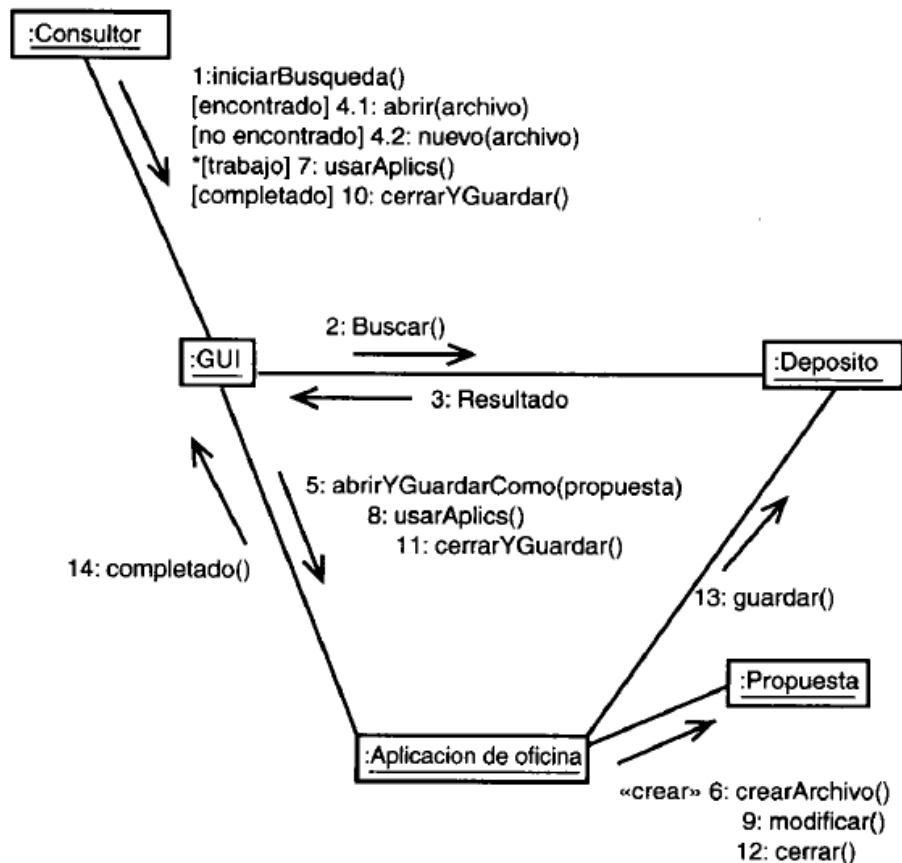 :Consultor
1:iniciarBusqueda()
[encontrado] 4.1: abrir(archivo)
[no encontrado] 4.2: nuevo(archivo)
*[trabajo] 7: usarAplics()
[completado] 10: cerrarYGuardar()
2: Buscar()
:GUI
:Deposito
3: Resultado
5: abrirYGuardarComo(propuesta)
8: usarAplics()
11: cerrarYGuardar()
14: completado()
13: guardar()
:Propuesta
:Aplicacion de oficina
«crear» 6: crearArchivo()
9: modificar()
12: cerrar()